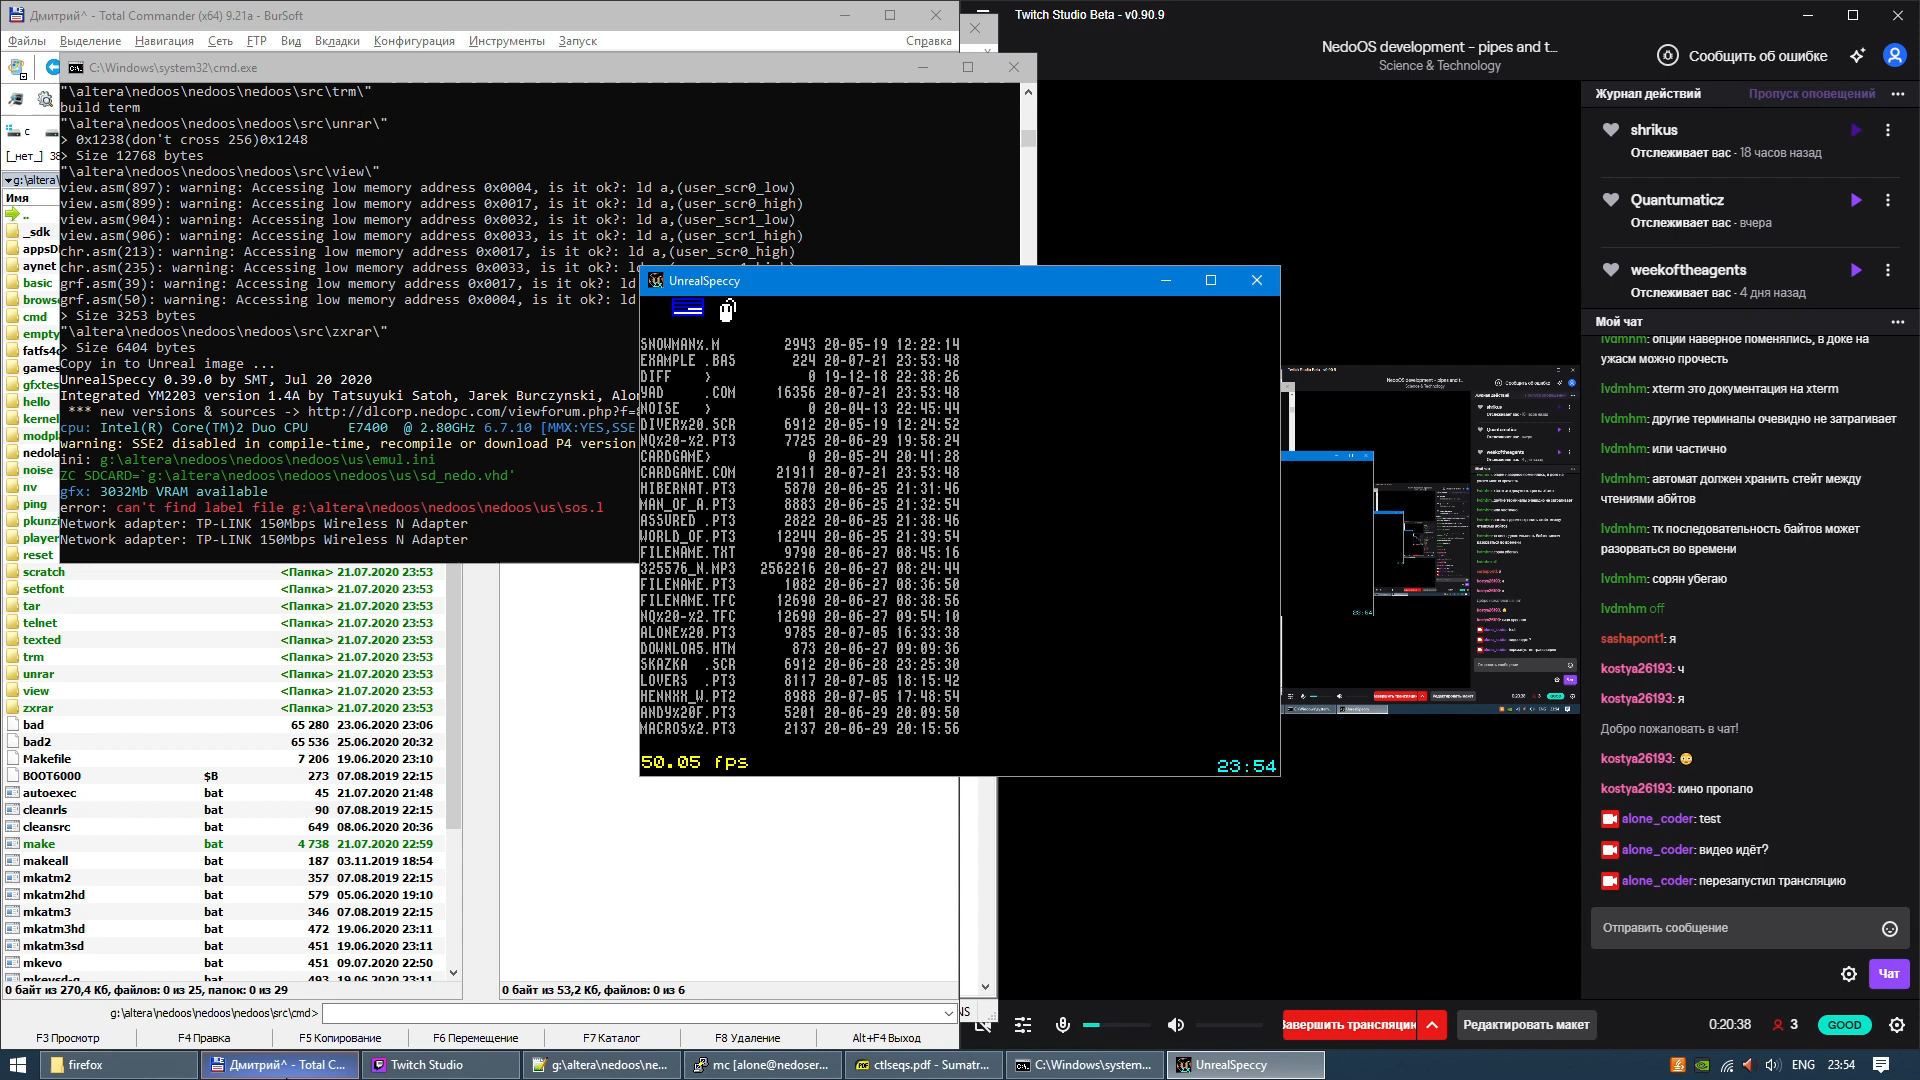 Дмитрий^ - Total Commander (x64) 9.21a - BurSoft
Файлы Выделение Навигация Сеть FTP Вид Вкладки Конфигурация Инструменты Запуск Справка
C:\Windows\system32\cmd.exe
"\altera\nedoos\nedoos\nedoos\src\trm\"
build term
"\altera\nedoos\nedoos\nedoos\src\unrar\"
> 0x1238(don't cross 256)0x1248
> Size 12768 bytes
"\altera\nedoos\nedoos\nedoos\src\view\"
view.asm(897): warning: Accessing low memory address 0x0004, is it ok?: ld a,(user_scr0_low)
view.asm(899): warning: Accessing low memory address 0x0017, is it ok?: ld a,(user_scr0_high)
view.asm(904): warning: Accessing low memory address 0x0032, is it ok?: ld a,(user_scr1_low)
view.asm(906): warning: Accessing low memory address 0x0033, is it ok?: ld a,(user_scr1_high)
chr.asm(213): warning: Accessing low memory address 0x0017, is it ok?: ld a,(user_scr0_high)
chr.asm(235): warning: Accessing low memory address 0x0033, is it ok?: ld
grf.asm(39): warning: Accessing low memory address 0x0017, is it ok?: ld
grf.asm(50): warning: Accessing low memory address 0x0004, is it ok?: ld
> Size 3253 bytes
"\altera\nedoos\nedoos\nedoos\src\zxrar\"
> Size 6404 bytes
Copy in to Unreal image ...
UnrealSpeccy 0.39.0 by SMT, Jul 20 2020
Integrated YM2203 version 1.4A by Tatsuyuki Satoh, Jarek Burczynski, Alo
*** new versions & sources -> http://dlcorp.nedopc.com/viewforum.php?f=
cpu: Intel(R) Core(TM)2 Duo CPU E7400 @ 2.80GHz 6.7.10 [MMX:YES,SSE
warning: SSE2 disabled in compile-time, recompile or download P4 version
ini: g:\altera\nedoos\nedoos\nedoos\us\emul.ini
ZC SDCARD=`g:\altera\nedoos\nedoos\nedoos\us\sd_nedo.vhd'
gfx: 3032Mb VRAM available
error: can't find label file g:\altera\nedoos\nedoos\nedoos\us\sos.l
Network adapter: TP-LINK 150Mbps Wireless N Adapter
Network adapter: TP-LINK 150Mbps Wireless N Adapter
c
[_нет_] 38
g:\altera\
Имя
..
_sdk
appsD
aynet
basic
brows
cmd
empty
fatfs4
games
gfxtes
hello
kernel
modpl
nedola
noise
nv
ping
pkunzi
player
reset
scratch <Папка> 21.07.2020 23:53
setfont <Папка> 21.07.2020 23:53
tar <Папка> 21.07.2020 23:53
telnet <Папка> 21.07.2020 23:53
texted <Папка> 21.07.2020 23:53
trm <Папка> 21.07.2020 23:53
unrar <Папка> 21.07.2020 23:53
view <Папка> 21.07.2020 23:53
zxrar <Папка> 21.07.2020 23:53
bad 65 280 23.06.2020 23:06
bad2 65 536 25.06.2020 20:32
Makefile 7 206 19.06.2020 23:10
BOOT6000 $B 273 07.08.2019 22:15
autoexec bat 45 21.07.2020 21:48
cleanrls bat 90 07.08.2019 22:15
cleansrc bat 649 08.06.2020 20:36
make bat 4 738 21.07.2020 22:59
makeall bat 187 03.11.2019 18:54
mkatm2 bat 357 07.08.2019 22:15
mkatm2hd bat 579 05.06.2020 19:10
mkatm3 bat 346 07.08.2019 22:15
mkatm3hd bat 472 19.06.2020 23:11
mkatm3sd bat 451 19.06.2020 23:11
mkevo bat 451 09.07.2020 22:50
mkevsd-g bat 493 19.06.2020 23:11
0 байт из 270,4 Кб, файлов: 0 из 25, папок: 0 из 29
0 байт из 53,2 Кб, файлов: 0 из 6
g:\altera\nedoos\nedoos\nedoos\src\cmd>
F3 Просмотр F4 Правка F5 Копирование F6 Перемещение F7 Каталог F8 Удаление Alt+F4 Выход
UnrealSpeccy
SNOWMAN%.M 2943 20-05-19 12:22:14
EXAMPLE .BAS 224 20-07-21 23:53:48
DIFF > 0 19-12-18 22:38:26
YAD .COM 16356 20-07-21 23:53:48
NOISE > 0 20-04-13 22:45:44
DIVER%20.SCR 6912 20-05-19 12:24:52
NQ%20-%2.PT3 7725 20-06-29 19:58:24
CARDGAME> 0 20-05-24 20:41:28
CARDGAME.COM 21911 20-07-21 23:53:48
HIBERNAT.PT3 5870 20-06-25 21:31:46
MAN_OF_A.PT3 8883 20-06-25 21:32:54
ASSURED .PT3 2822 20-06-25 21:38:46
WORLD_OF.PT3 12244 20-06-25 21:39:54
FILENAME.TXT 9790 20-06-27 08:45:16
325576_N.MP3 2562216 20-06-27 08:24:44
FILENAME.PT3 1082 20-06-27 08:36:50
FILENAME.TFC 12690 20-06-27 08:38:56
NQ%20-%2.TFC 12690 20-06-27 09:54:10
ALONE%20.PT3 9785 20-07-05 16:33:38
DOWNLOA5.HTM 873 20-06-27 09:09:36
SKAZKA .SCR 6912 20-06-28 23:25:30
LOVERS .PT3 8117 20-07-05 18:15:42
HENNXX_W.PT2 8988 20-07-05 17:48:54
ANDY%20F.PT3 5201 20-06-29 20:09:50
MACROS%2.PT3 2137 20-06-29 20:15:56
50.05 fps
23:54
Twitch Studio Beta - v0.90.9
NedoOS development - pipes and t...
Science & Technology
Сообщить об ошибке
Журнал действий Пропуск оповещений
shrikus
Отслеживает вас - 18 часов назад
Quantumaticz
Отслеживает вас - вчера
weekoftheagents
Отслеживает вас - 4 дня назад
Мой чат
lvdmhm: опции наверное поменялись, в доке на
ужасм можно прочесть
lvdmhm: xterm это документация на xterm
lvdmhm: другие терминалы очевидно не затрагивает
lvdmhm: или частично
lvdmhm: автомат должен хранить стейт между
чтениями абйтов
lvdmhm: тк последовательность байтов может
разорваться во времени
lvdmhm: сорян убегаю
lvdmhm off
sashapont1: я
kostya26193: ч
kostya26193: я
Добро пожаловать в чат!
kostya26193: 😳
kostya26193: кино пропало
alone_coder: test
alone_coder: видео идёт?
alone_coder: перезапустил трансляцию
Отправить сообщение
Чат
Завершить трансляцию Редактировать макет 0:20:38 3 GOOD
firefox Дмитрий^ - Total C... Twitch Studio g:\altera\nedoos\ne... mc [alone@nedoser... ctlseqs.pdf - Sumatr... C:\Windows\system... UnrealSpeccy ENG 23:54